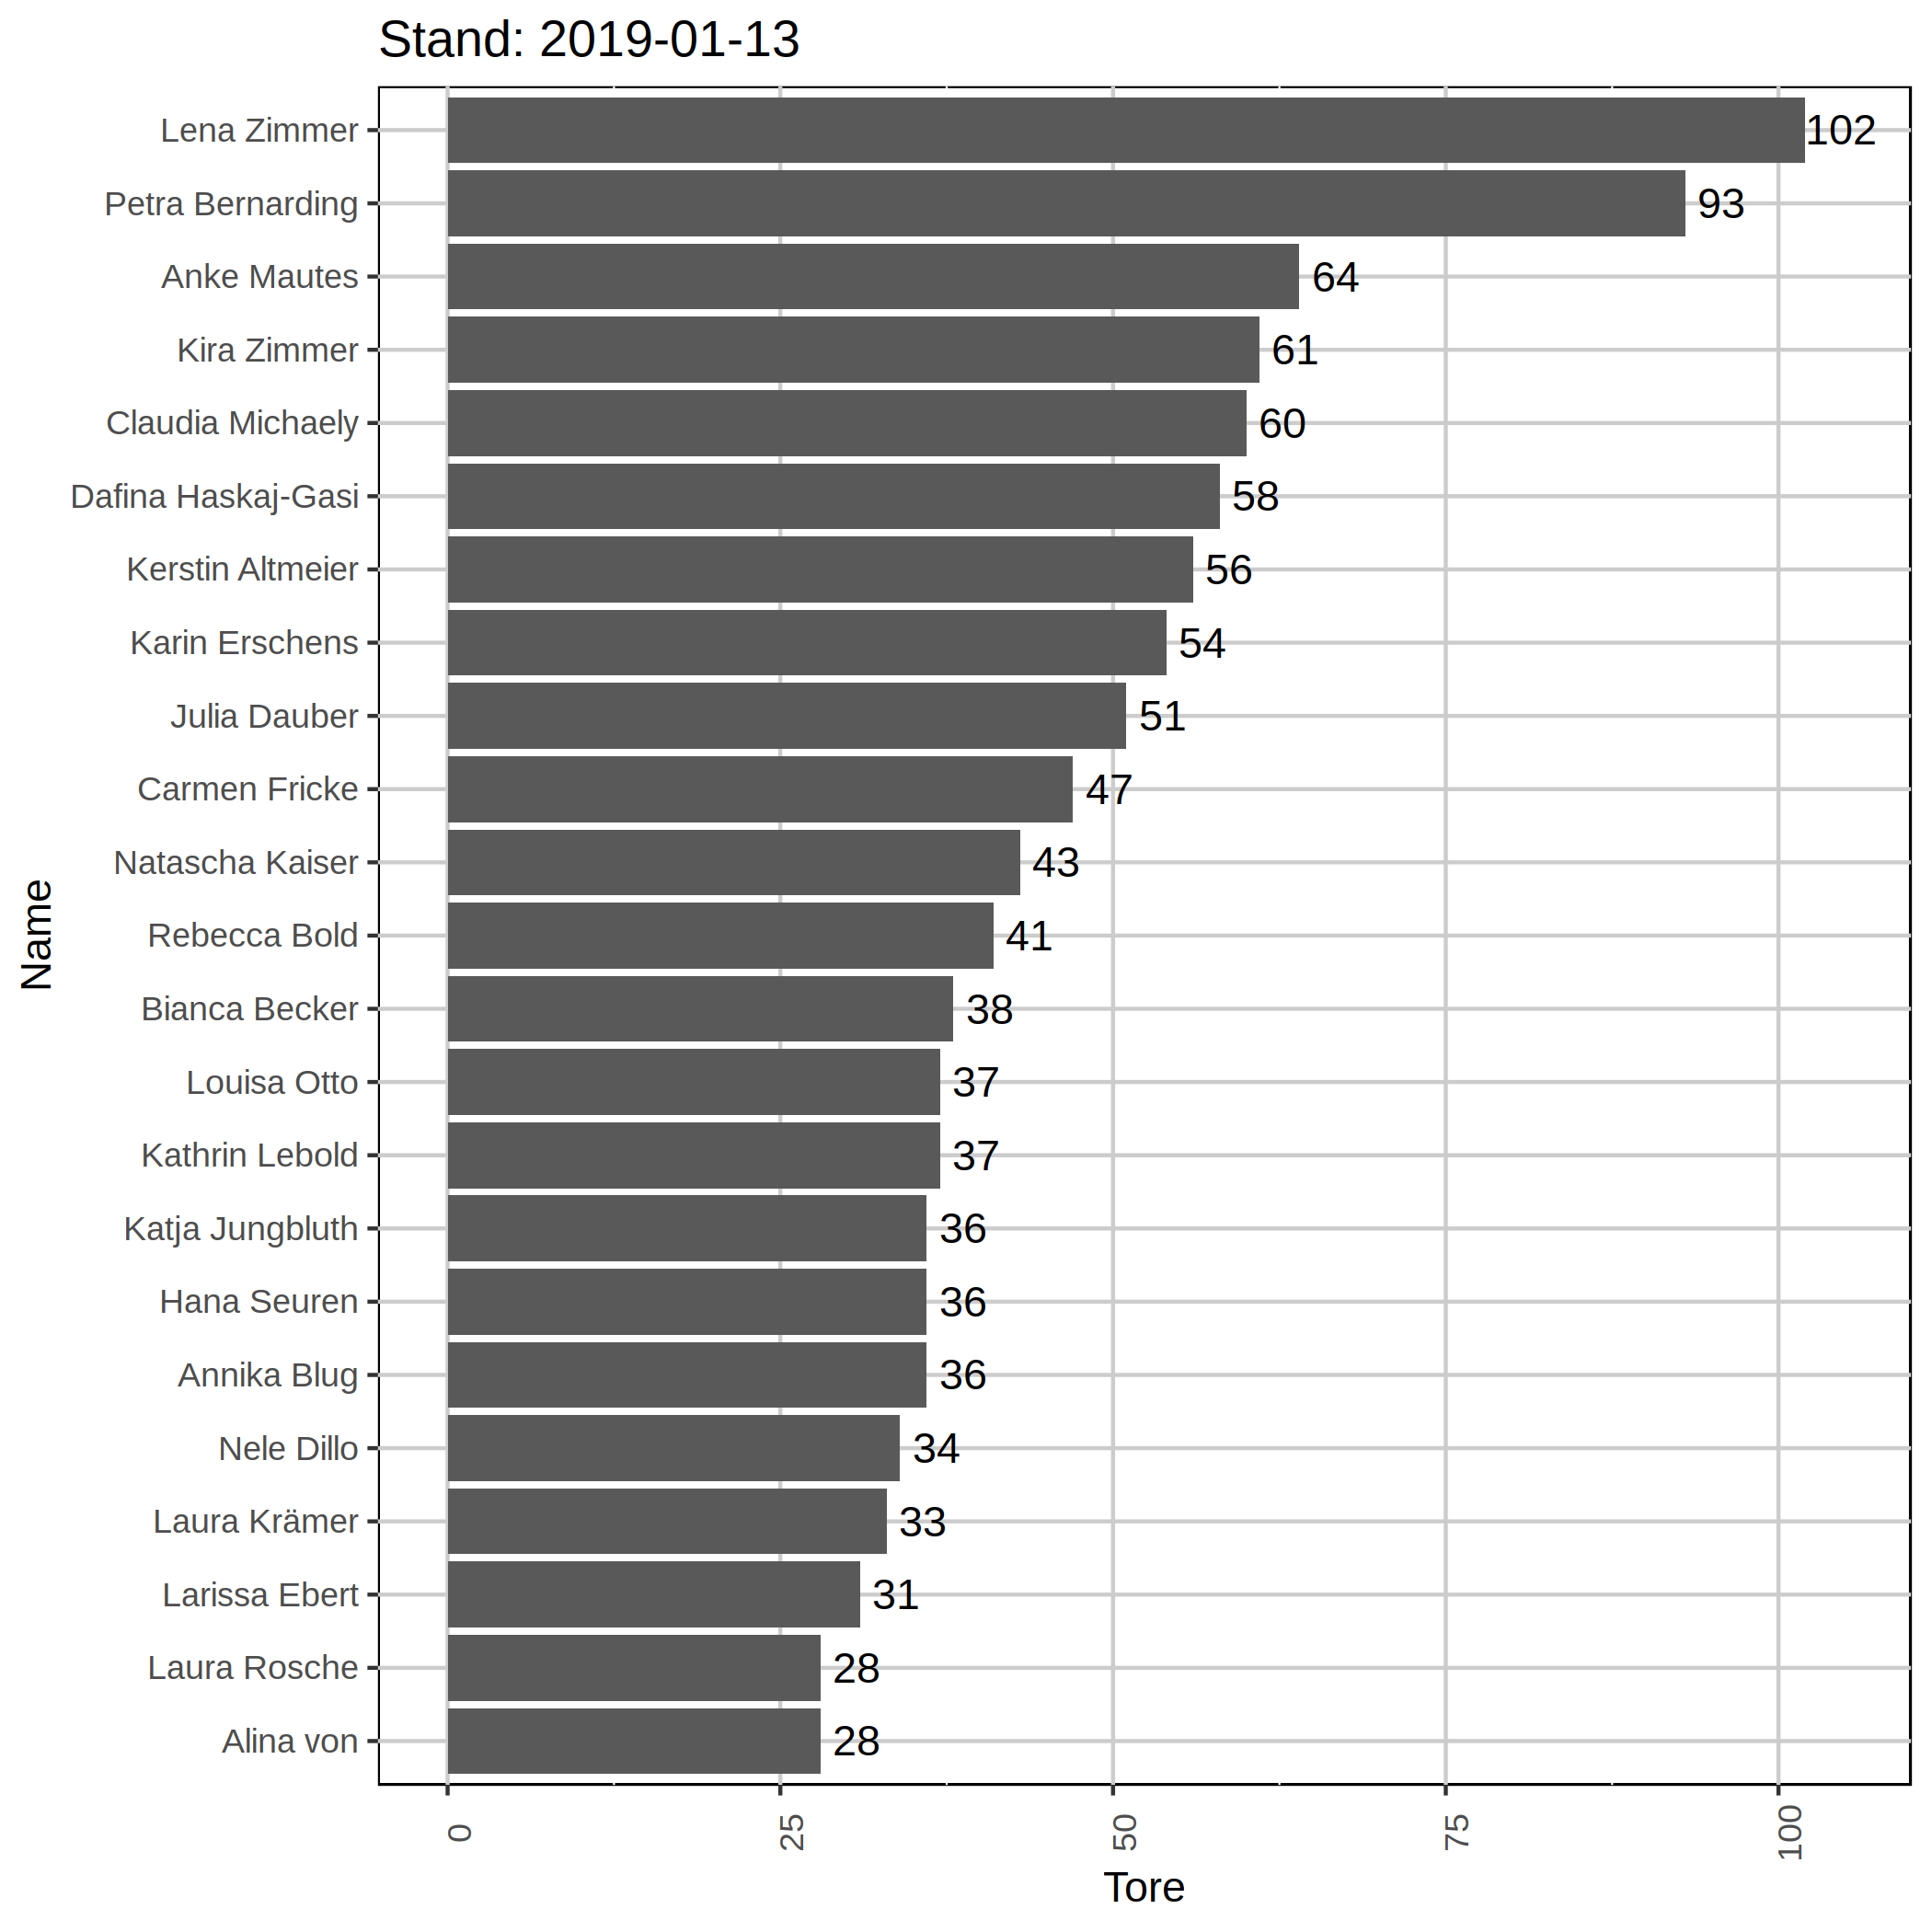 Stand: 2019-01-13
Name
Lena Zimmer 102
Petra Bernarding 93
Anke Mautes 64
Kira Zimmer 61
Claudia Michaely 60
Dafina Haskaj-Gasi 58
Kerstin Altmeier 56
Karin Erschens 54
Julia Dauber 51
Carmen Fricke 47
Natascha Kaiser 43
Rebecca Bold 41
Bianca Becker 38
Louisa Otto 37
Kathrin Lebold 37
Katja Jungbluth 36
Hana Seuren 36
Annika Blug 36
Nele Dillo 34
Laura Krämer 33
Larissa Ebert 31
Laura Rosche 28
Alina von 28
0 25 50 75 100
Tore